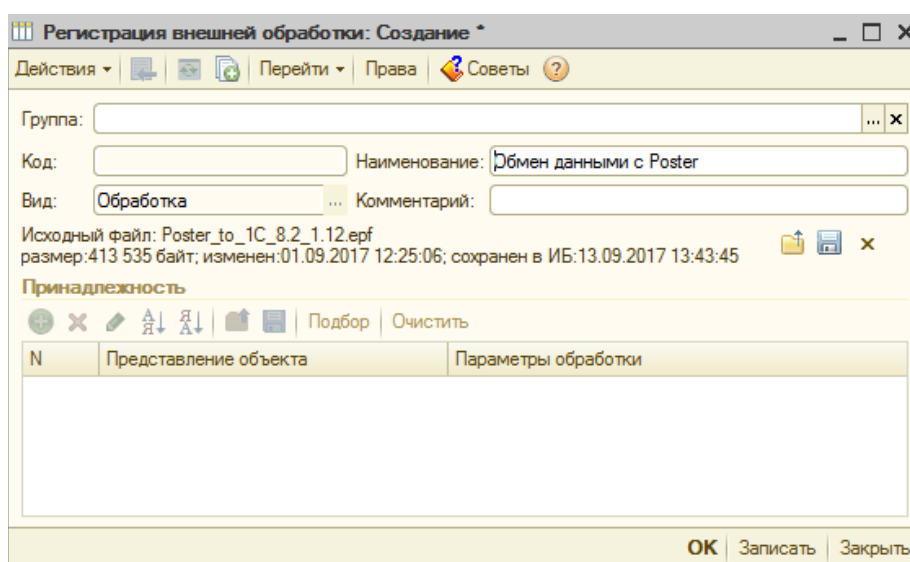 Регистрация внешней обработки: Создание *
Действия Перейти Права Советы ?
Группа: ... x
Код: Наименование: Обмен данными с Poster
Вид: Обработка ... Комментарий:
Исходный файл: Poster_to_1C_8.2_1.12.epf
размер:413 535 байт; изменен:01.09.2017 12:25:06; сохранен в ИБ:13.09.2017 13:43:45
Принадлежность
Подбор Очистить
N Представление объекта Параметры обработки
OK Записать Закрыть